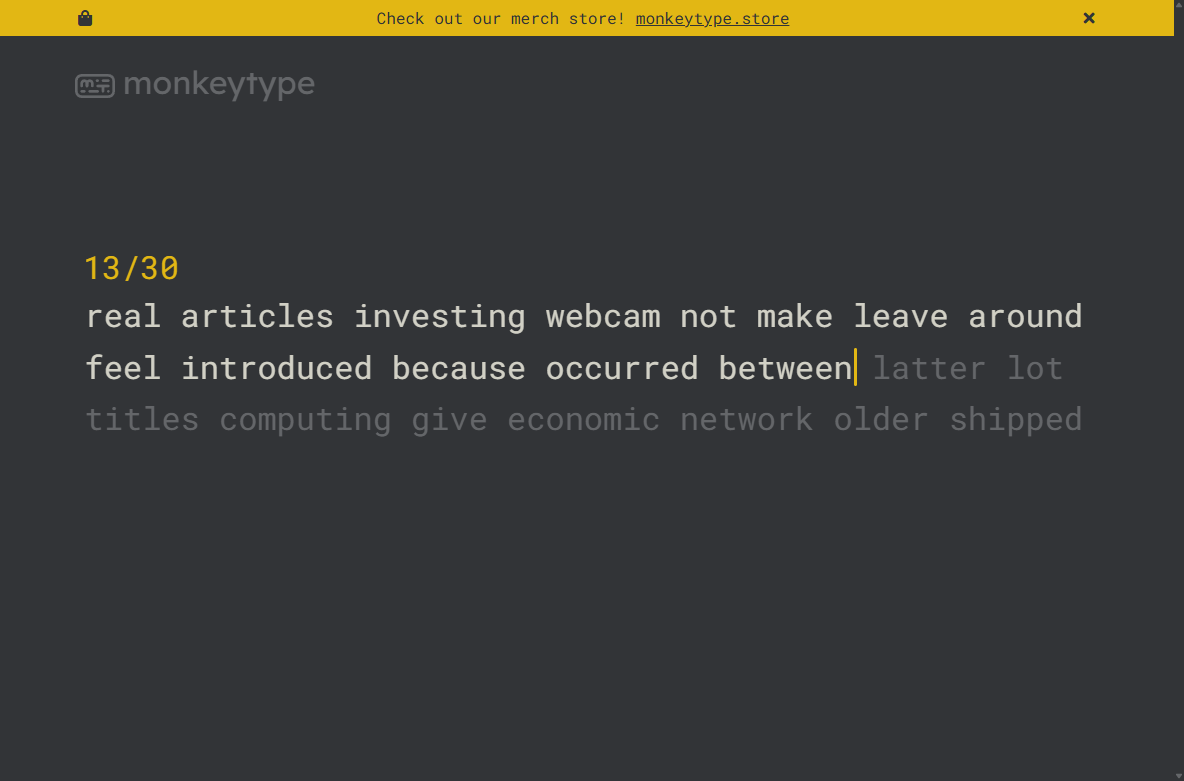 Check out our merch store! monkeytype.store
monkeytype
13/30
real articles investing webcam not make leave around
feel introduced because occurred between latter lot
titles computing give economic network older shipped